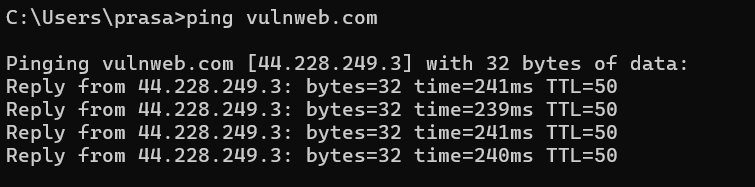 C:\Users\prasa>ping vulnweb.com
Pinging vulnweb.com [44.228.249.3] with 32 bytes of data:
Reply from 44.228.249.3: bytes=32 time=241ms TTL=50
Reply from 44.228.249.3: bytes=32 time=239ms TTL=50
Reply from 44.228.249.3: bytes=32 time=241ms TTL=50
Reply from 44.228.249.3: bytes=32 time=240ms TTL=50